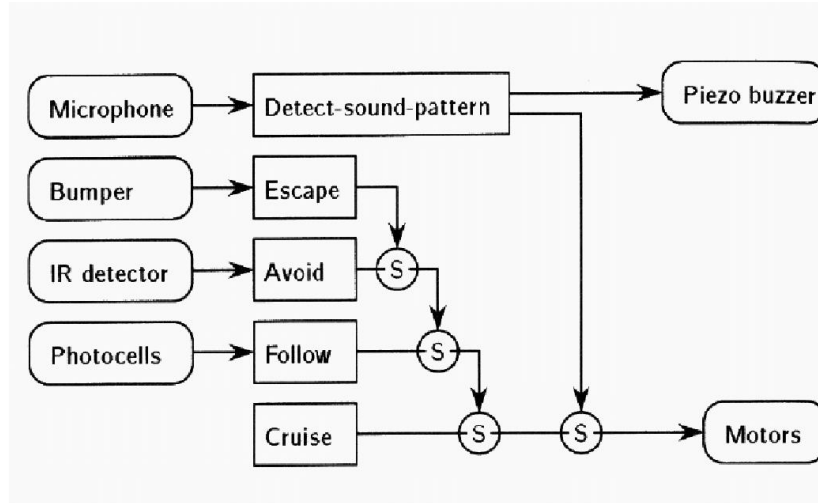 Microphone
Detect-sound-pattern
Piezo buzzer
Bumper
Escape
IR detector
Avoid
S
Photocells
Follow
S
Cruise
S
S
Motors